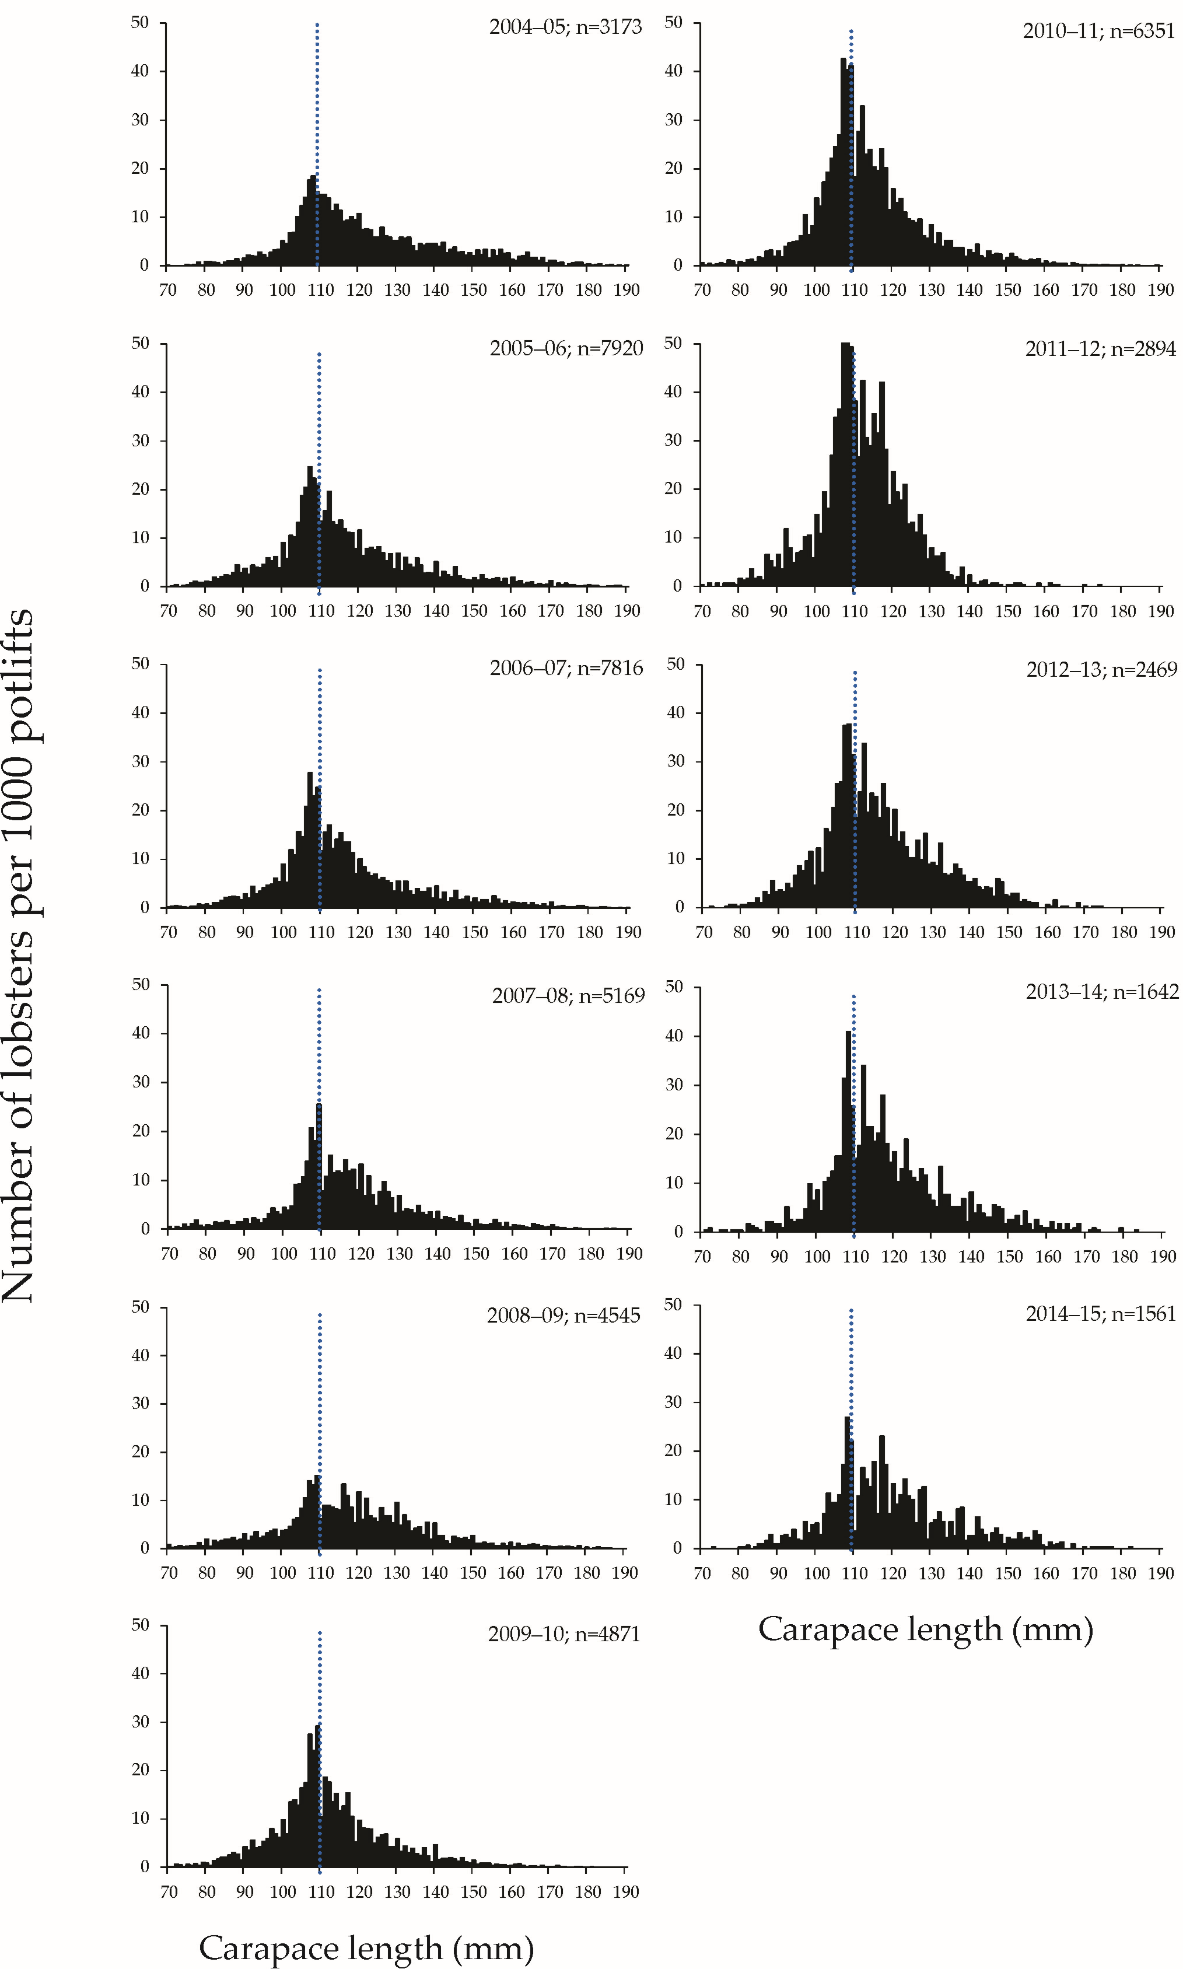 Number of lobsters per 1000 potlifts
2004–05; n=3173
50
40
30
20
10
0
70 80 90 100 110 120 130 140 150 160 170 180 190
2005–06; n=7920
50
40
30
20
10
0
70 80 90 100 110 120 130 140 150 160 170 180 190
2006–07; n=7816
50
40
30
20
10
0
70 80 90 100 110 120 130 140 150 160 170 180 190
2007–08; n=5169
50
40
30
20
10
0
70 80 90 100 110 120 130 140 150 160 170 180 190
2008–09; n=4545
50
40
30
20
10
0
70 80 90 100 110 120 130 140 150 160 170 180 190
2009–10; n=4871
50
40
30
20
10
0
70 80 90 100 110 120 130 140 150 160 170 180 190
Carapace length (mm)
2010–11; n=6351
50
40
30
20
10
0
70 80 90 100 110 120 130 140 150 160 170 180 190
2011–12; n=2894
50
40
30
20
10
0
70 80 90 100 110 120 130 140 150 160 170 180 190
2012–13; n=2469
50
40
30
20
10
0
70 80 90 100 110 120 130 140 150 160 170 180 190
2013–14; n=1642
50
40
30
20
10
0
70 80 90 100 110 120 130 140 150 160 170 180 190
2014–15; n=1561
50
40
30
20
10
0
70 80 90 100 110 120 130 140 150 160 170 180 190
Carapace length (mm)